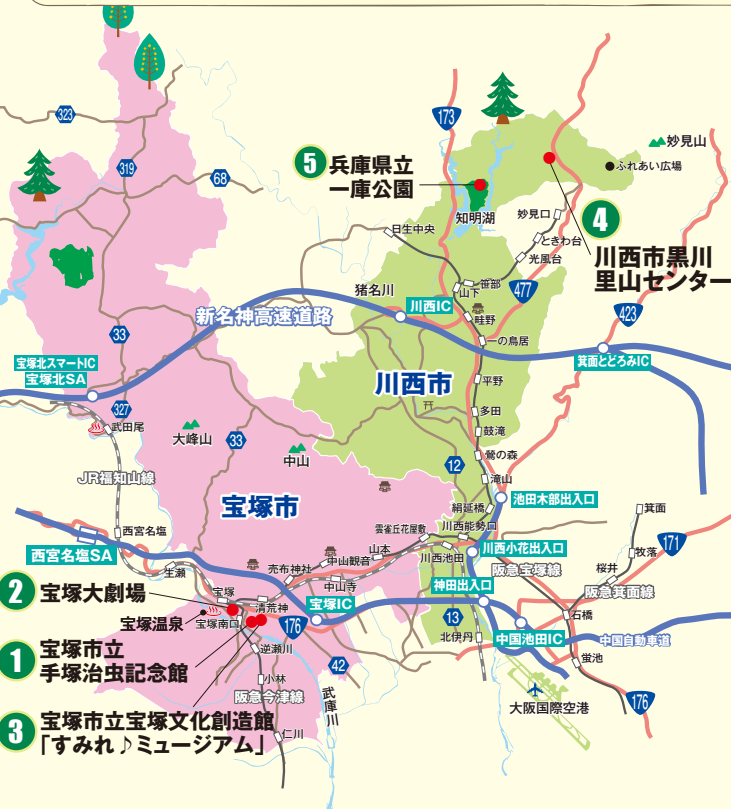 323
319
68
173
妙見山
ふれあい広場
5
兵庫県立
一庫公園
知明湖
妙見口
4
ときわ台
光風台
川西市黒川
里山センター
日生中央
笹部
山下
猪名川
477
川西IC
畦野
423
新名神高速道路
一の鳥居
33
宝塚北スマートIC
宝塚北SA
箕面とどろみIC
川西市
平野
327
武田尾
大峰山
33
中山
多田
鼓滝
鶯の森
12
滝山
JR福知山線
宝塚市
池田木部出入口
絹延橋
箕面
雲雀丘花屋敷
川西能勢口
西宮名塩
西宮名塩SA
171
山本
川西池田
川西小花出入口
牧落
中山観音
売布神社
阪急宝塚線
桜井
生瀬
中山寺
神田出入口
阪急箕面線
2
宝塚大劇場
宝塚
清荒神
宝塚IC
石橋
宝塚温泉
宝塚南口
176
13
北伊丹
中国池田IC
中国自動車道
1
宝塚市立
手塚治虫記念館
逆瀬川
42
蛍池
小林
阪急今津線
武庫川
大阪国際空港
176
3
宝塚市立宝塚文化創造館
「すみれ♪ミュージアム」
仁川